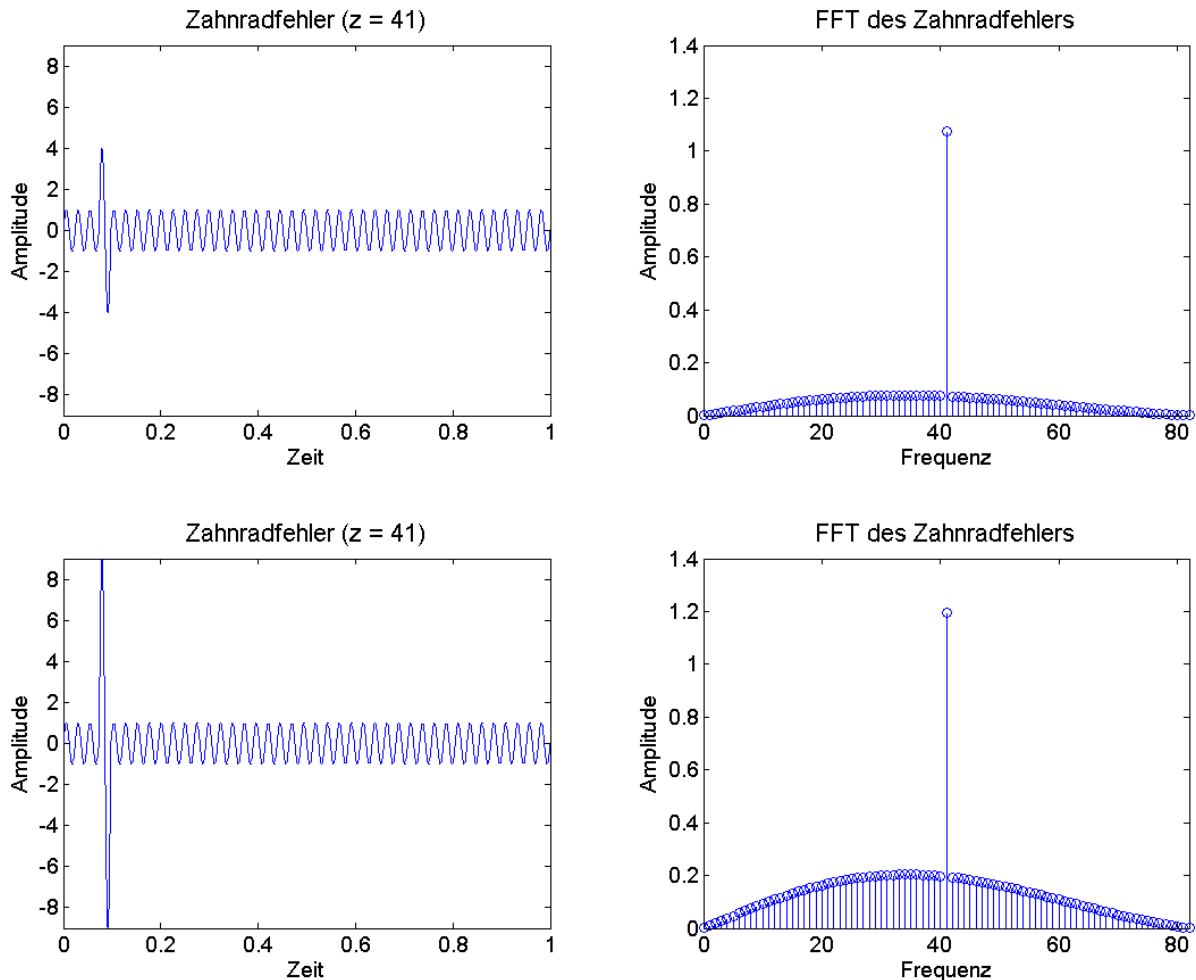 Zahnradfehler (z = 41)
8
6
4
2
0
-2
-4
-6
-8
0 0.2 0.4 0.6 0.8 1
Zeit
Amplitude
FFT des Zahnradfehlers
1.4
1.2
1
0.8
0.6
0.4
0.2
0
0 20 40 60 80
Frequenz
Amplitude
Zahnradfehler (z = 41)
8
6
4
2
0
-2
-4
-6
-8
0 0.2 0.4 0.6 0.8 1
Zeit
Amplitude
FFT des Zahnradfehlers
1.4
1.2
1
0.8
0.6
0.4
0.2
0
0 20 40 60 80
Frequenz
Amplitude